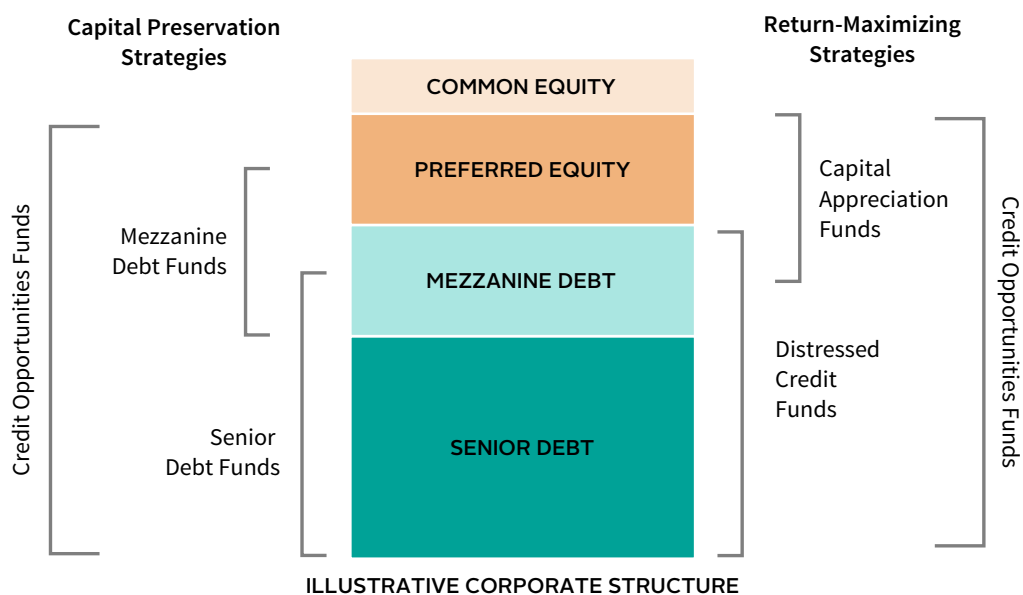 Capital Preservation
Strategies
Return-Maximizing
Strategies
COMMON EQUITY
PREFERRED EQUITY
MEZZANINE DEBT
SENIOR DEBT
Credit Opportunities Funds
Mezzanine
Debt Funds
Senior
Debt Funds
Capital
Appreciation
Funds
Distressed
Credit
Funds
Credit Opportunities Funds
ILLUSTRATIVE CORPORATE STRUCTURE